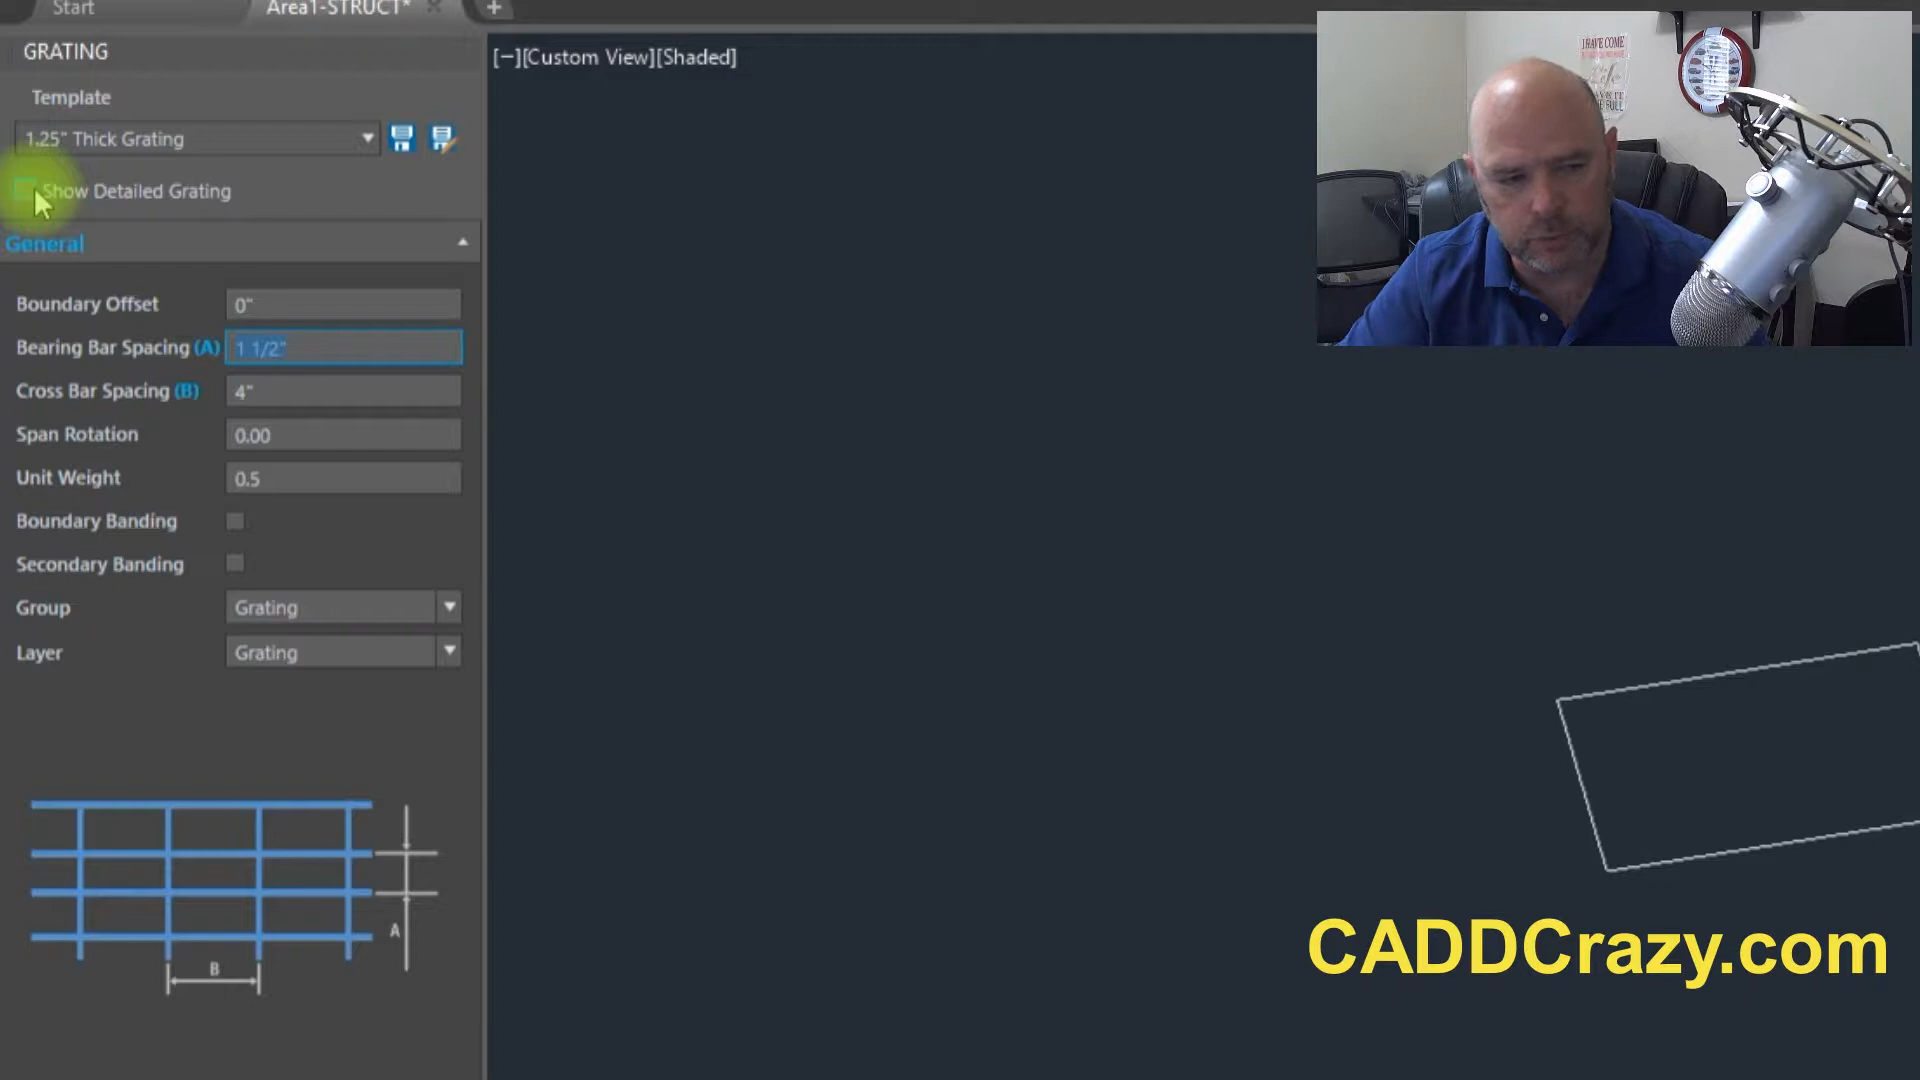 Start
Area1-STRUCT*
GRATING
[−][Custom View][Shaded]
Template
1.25" Thick Grating
Show Detailed Grating
General
Boundary Offset 0"
Bearing Bar Spacing (A) 1 1/2"
Cross Bar Spacing (B) 4"
Span Rotation 0.00
Unit Weight 0.5
Boundary Banding
Secondary Banding
Group Grating
Layer Grating
A
B
I HAVE COME
CADDCrazy.com